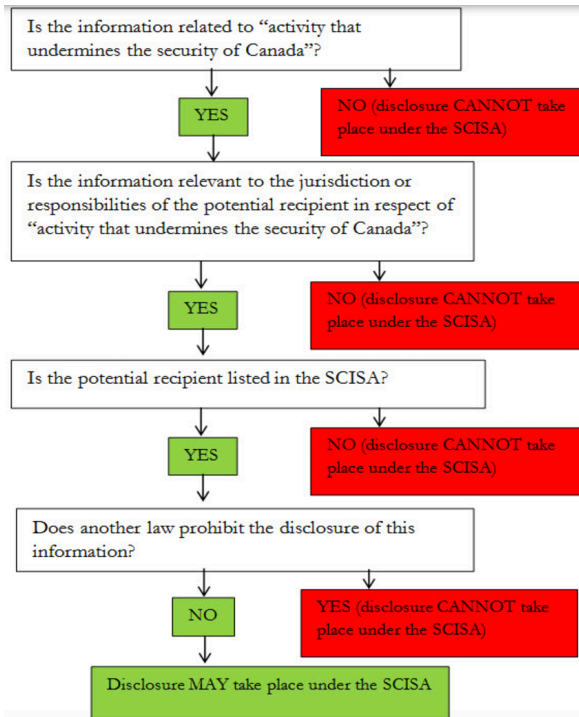 Is the information related to “activity that
undermines the security of Canada”?
YES
NO (disclosure CANNOT take
place under the SCISA)
Is the information relevant to the jurisdiction or
responsibilities of the potential recipient in respect of
“activity that undermines the security of Canada”?
YES
NO (disclosure CANNOT take
place under the SCISA)
Is the potential recipient listed in the SCISA?
YES
NO (disclosure CANNOT take
place under the SCISA)
Does another law prohibit the disclosure of this
information?
NO
YES (disclosure CANNOT take
place under the SCISA)
Disclosure MAY take place under the SCISA